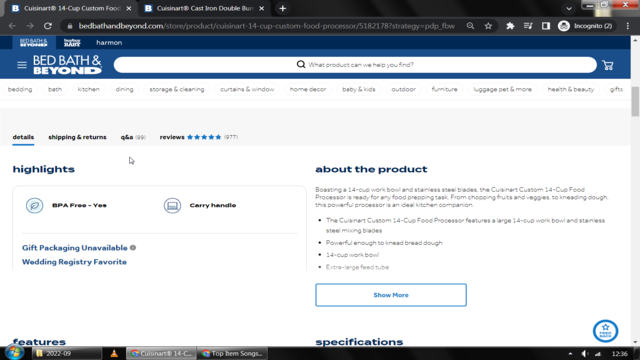 Cuisinart® 14-Cup Custom Food
Cuisinart® Cast Iron Double Bur
bedbathandbeyond.com/store/product/cuisinart-14-cup-custom-food-processor/5182178?strategy=pdp_fbw
Incognito (2)
BED BATH & BEYOND
buybuy BABY
harmon
BED BATH &
BEYOND
What product can we help you find?
bedding
bath
kitchen
dining
storage & cleaning
curtains & window
home decor
baby & kids
outdoor
furniture
luggage pet & more
health & beauty
gifts
details
shipping & returns
q&a (99)
reviews (977)
highlights
BPA Free - Yes
Carry handle
Gift Packaging Unavailable
Wedding Registry Favorite
about the product
Boasting a 14-cup work bowl and stainless steel blades, the Cuisinart Custom 14-Cup Food
Processor is ready for any food prepping task. From chopping fruits and veggies, to kneading dough,
this powerful processor is an ideal kitchen companion.
• The Cuisinart Custom 14-Cup Food Processor features a large 14-cup work bowl and stainless
steel mixing blades
• Powerful enough to knead bread dough
• 14-cup work bowl
• Extra-large feed tube
Show More
FEED
BACK
features
specifications
2022-09
Cuisinart® 14-C...
Top Item Songs...
12:36